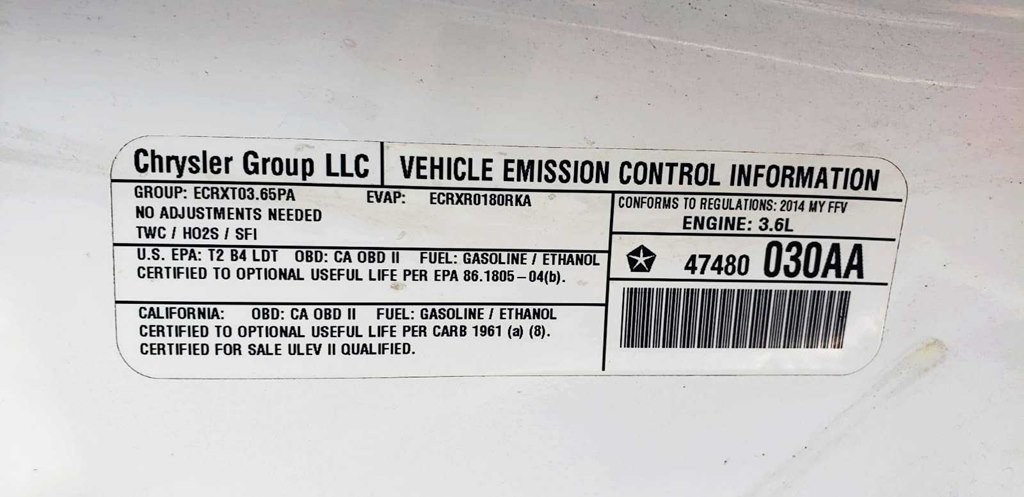 Chrysler Group LLC
VEHICLE EMISSION CONTROL INFORMATION
GROUP: ECRXT03.65PA EVAP: ECRXR0180RKA
NO ADJUSTMENTS NEEDED
TWC / HO2S / SFI
U.S. EPA: T2 B4 LDT OBD: CA OBD II FUEL: GASOLINE / ETHANOL
CERTIFIED TO OPTIONAL USEFUL LIFE PER EPA 86.1805-04(b).
CALIFORNIA: OBD: CA OBD II FUEL: GASOLINE / ETHANOL
CERTIFIED TO OPTIONAL USEFUL LIFE PER CARB 1961 (a) (8).
CERTIFIED FOR SALE ULEV II QUALIFIED.
CONFORMS TO REGULATIONS: 2014 MY FFV
ENGINE: 3.6L
47480 030AA